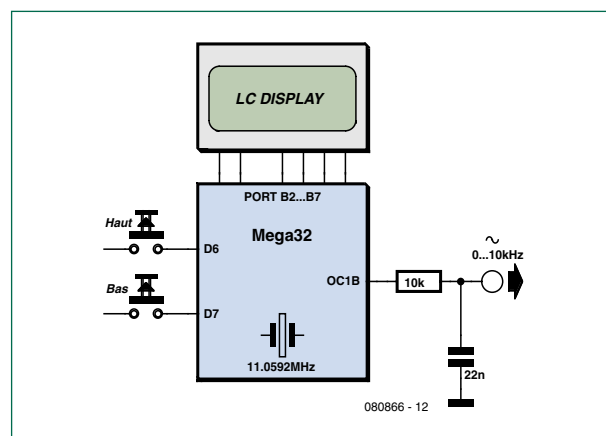 LC DISPLAY
PORT B2...B7
Mega32
Haut
D6
Bas
D7
OC1B
10k
~
0...10kHz
11.0592MHz
22n
080866 - 12